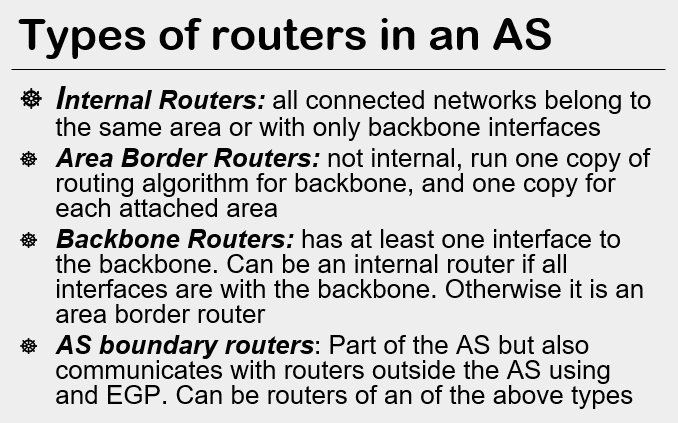 Types of routers in an AS
Internal Routers: all connected networks belong to
the same area or with only backbone interfaces
Area Border Routers: not internal, run one copy of
routing algorithm for backbone, and one copy for
each attached area
Backbone Routers: has at least one interface to
the backbone. Can be an internal router if all
interfaces are with the backbone. Otherwise it is an
area border router
AS boundary routers: Part of the AS but also
communicates with routers outside the AS using
and EGP. Can be routers of an of the above types